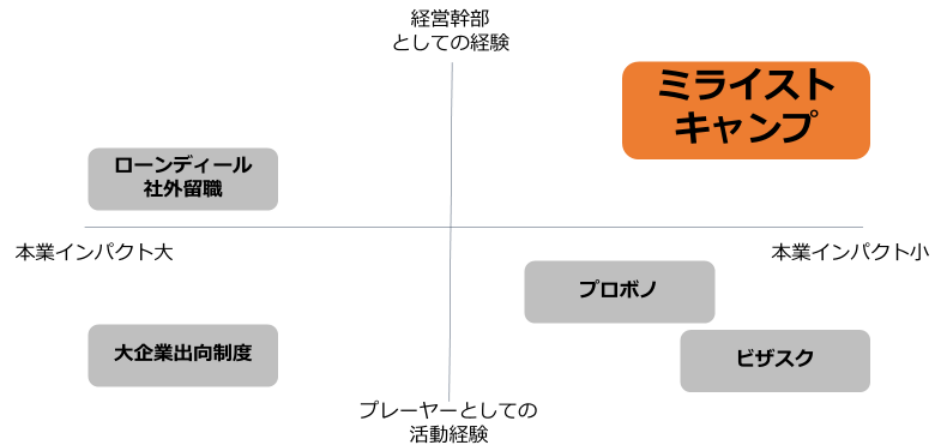 経営幹部
としての経験
ミライスト
キャンプ
ローンディール
社外留職
本業インパクト大
本業インパクト小
プロボノ
大企業出向制度
ビザスク
プレーヤーとしての
活動経験